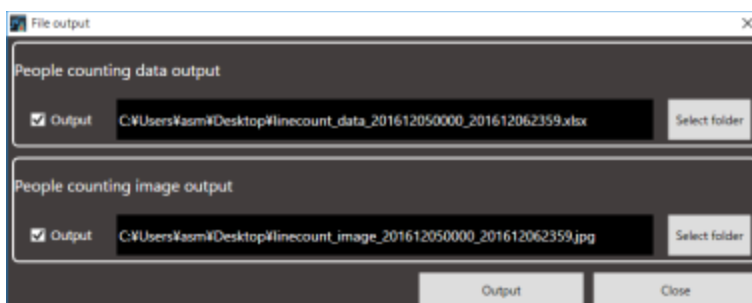 File output
People counting data output
Output C:¥Users¥asm¥Desktop¥linecount_data_201612050000_201612062359.xlsx Select folder
People counting image output
Output C:¥Users¥asm¥Desktop¥linecount_image_201612050000_201612062359.jpg Select folder
Output Close